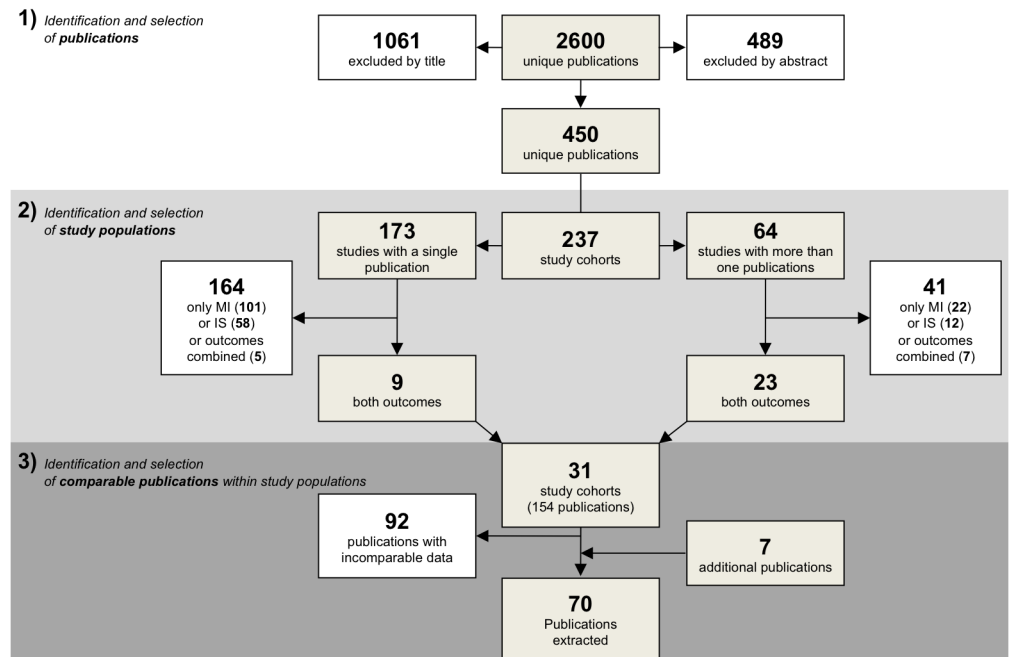 1) Identification and selection
of publications
1061
excluded by title
2600
unique publications
489
excluded by abstract
450
unique publications
2) Identification and selection
of study populations
173
studies with a single
publication
237
study cohorts
64
studies with more than
one publications
164
only MI (101)
or IS (58)
or outcomes
combined (5)
41
only MI (22)
or IS (12)
or outcomes
combined (7)
9
both outcomes
23
both outcomes
3) Identification and selection
of comparable publications within study populations
31
study cohorts
(154 publications)
92
publications with
incomparable data
7
additional publications
70
Publications
extracted